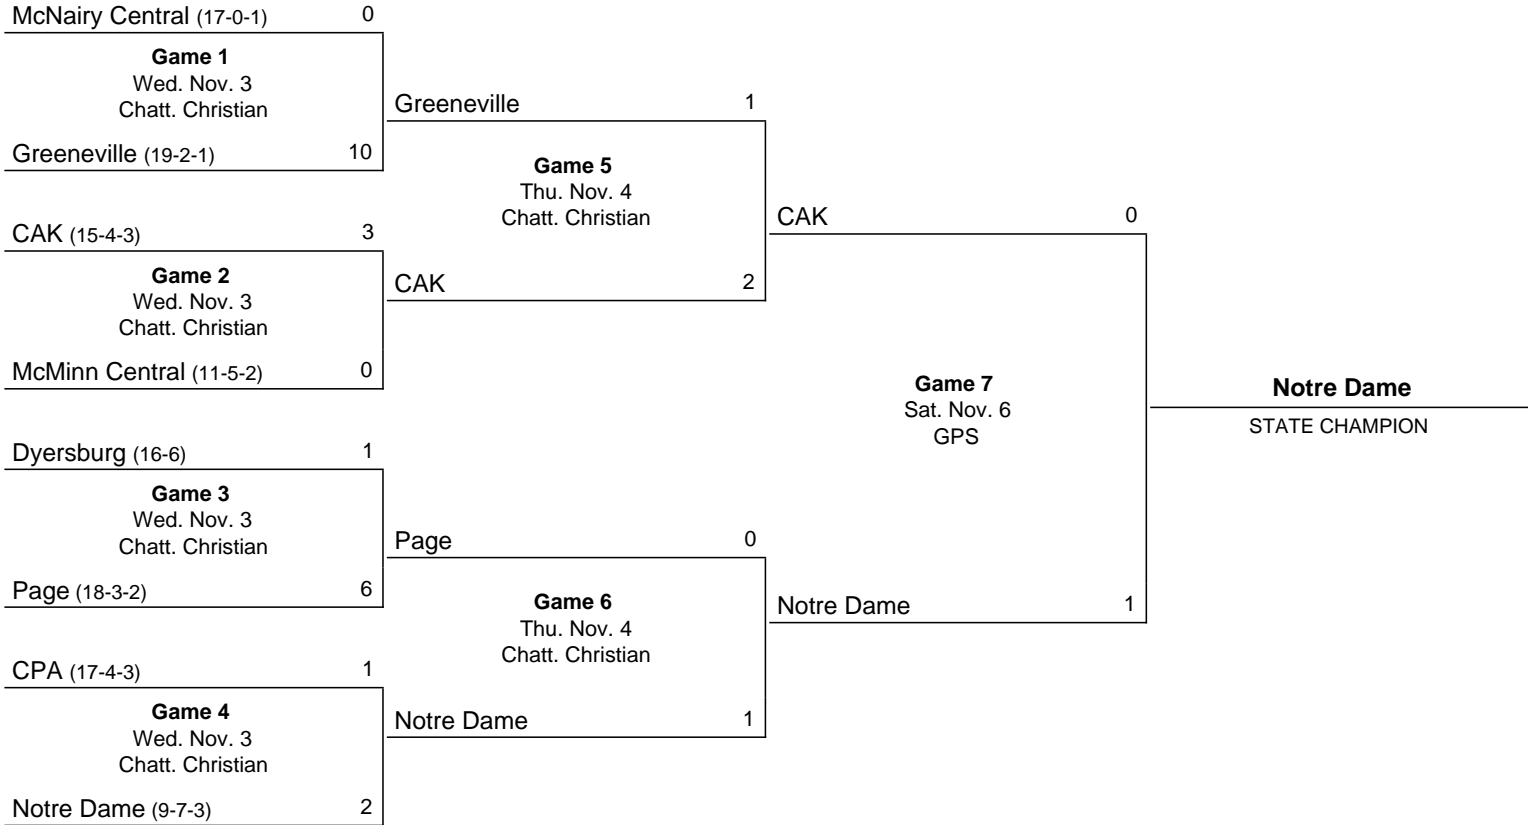 McNairy Central (17-0-1) 0
Game 1
Wed. Nov. 3
Chatt. Christian
Greeneville (19-2-1) 10
CAK (15-4-3) 3
Game 2
Wed. Nov. 3
Chatt. Christian
McMinn Central (11-5-2) 0
Dyersburg (16-6) 1
Game 3
Wed. Nov. 3
Chatt. Christian
Page (18-3-2) 6
CPA (17-4-3) 1
Game 4
Wed. Nov. 3
Chatt. Christian
Notre Dame (9-7-3) 2
Greeneville 1
Game 5
Thu. Nov. 4
Chatt. Christian
CAK 2
Page 0
Game 6
Thu. Nov. 4
Chatt. Christian
Notre Dame 1
CAK 0
Game 7
Sat. Nov. 6
GPS
Notre Dame 1
Notre Dame
STATE CHAMPION